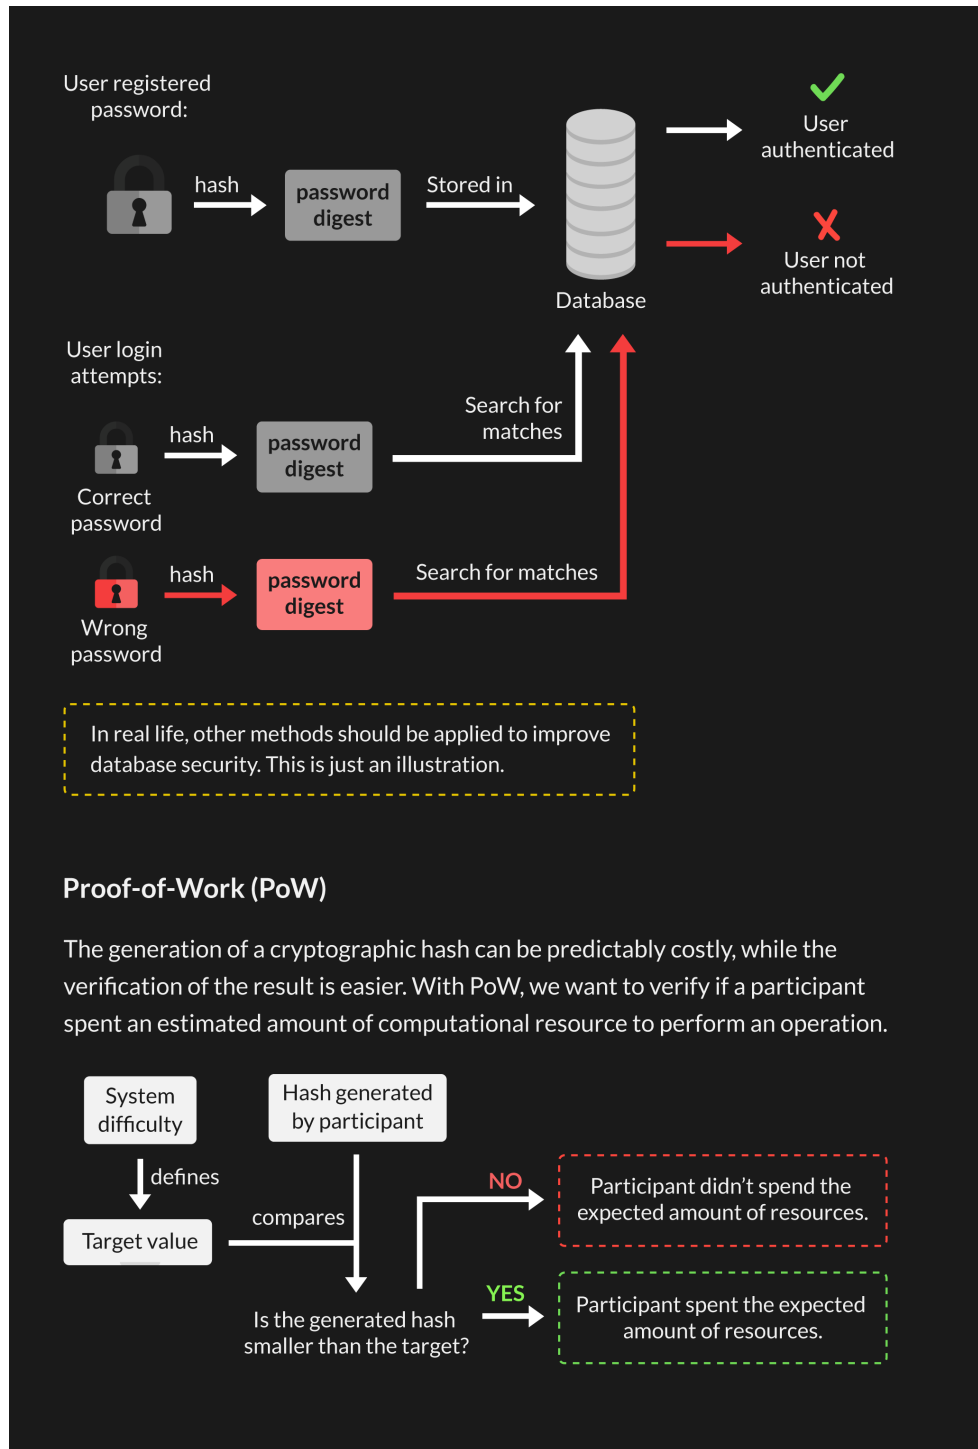 User registered
password:
hash
password
digest
Stored in
Database
User
authenticated
User not
authenticated
User login
attempts:
Correct
password
hash
password
digest
Search for
matches
Wrong
password
hash
password
digest
Search for matches
In real life, other methods should be applied to improve
database security. This is just an illustration.
Proof-of-Work (PoW)
The generation of a cryptographic hash can be predictably costly, while the
verification of the result is easier. With PoW, we want to verify if a participant
spent an estimated amount of computational resource to perform an operation.
System
difficulty
defines
Target value
Hash generated
by participant
compares
Is the generated hash
smaller than the target?
NO
Participant didn’t spend the
expected amount of resources.
YES
Participant spent the expected
amount of resources.